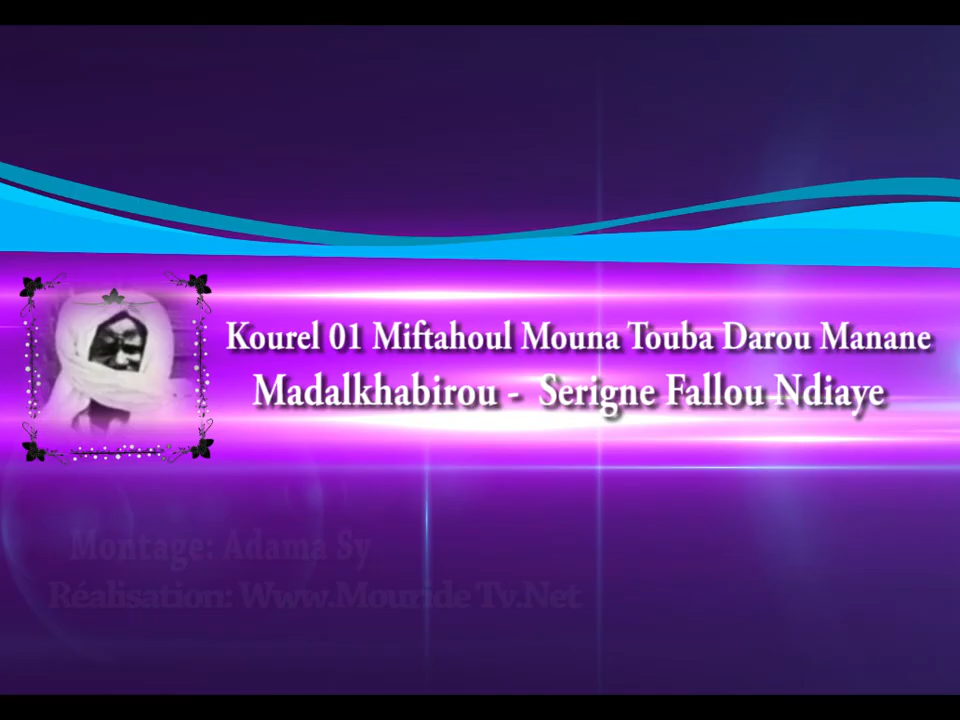 Kourel 01 Miftahoul Mouna Touba Darou Manane
Madalkhabirou - Serigne Fallou Ndiaye
Montage: Adama Sy
Réalisation: Www.Mouride Tv.Net